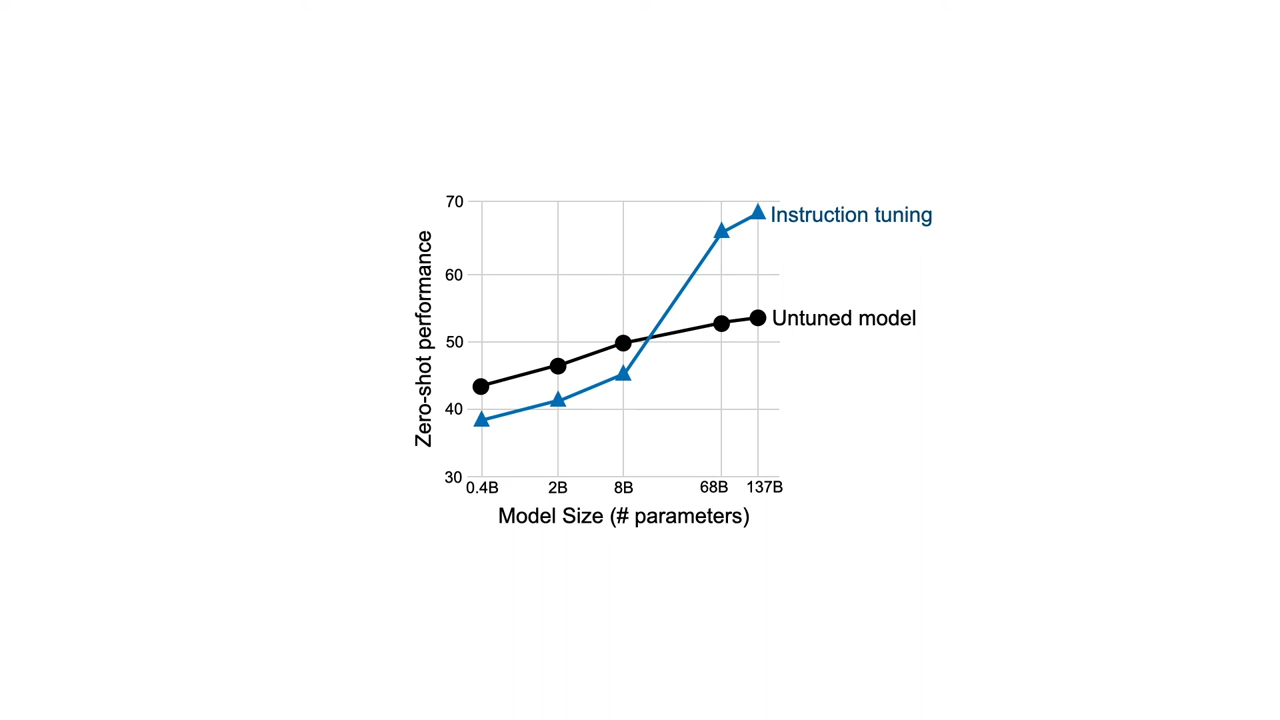 70
Instruction tuning
60
Untuned model
50
40
30
Zero-shot performance
0.4B 2B 8B 68B 137B
Model Size (# parameters)